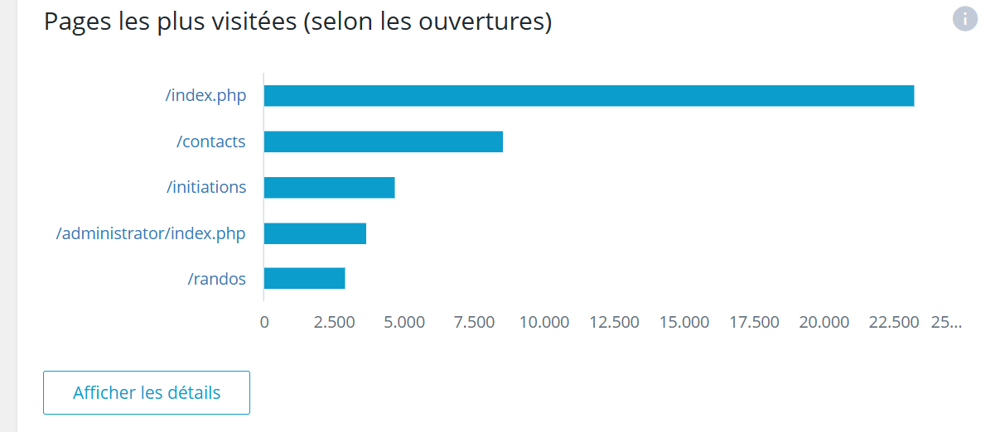 Pages les plus visitées (selon les ouvertures)
i
/index.php
/contacts
/initiations
/administrator/index.php
/randos
0 2.500 5.000 7.500 10.000 12.500 15.000 17.500 20.000 22.500 25...
Afficher les détails